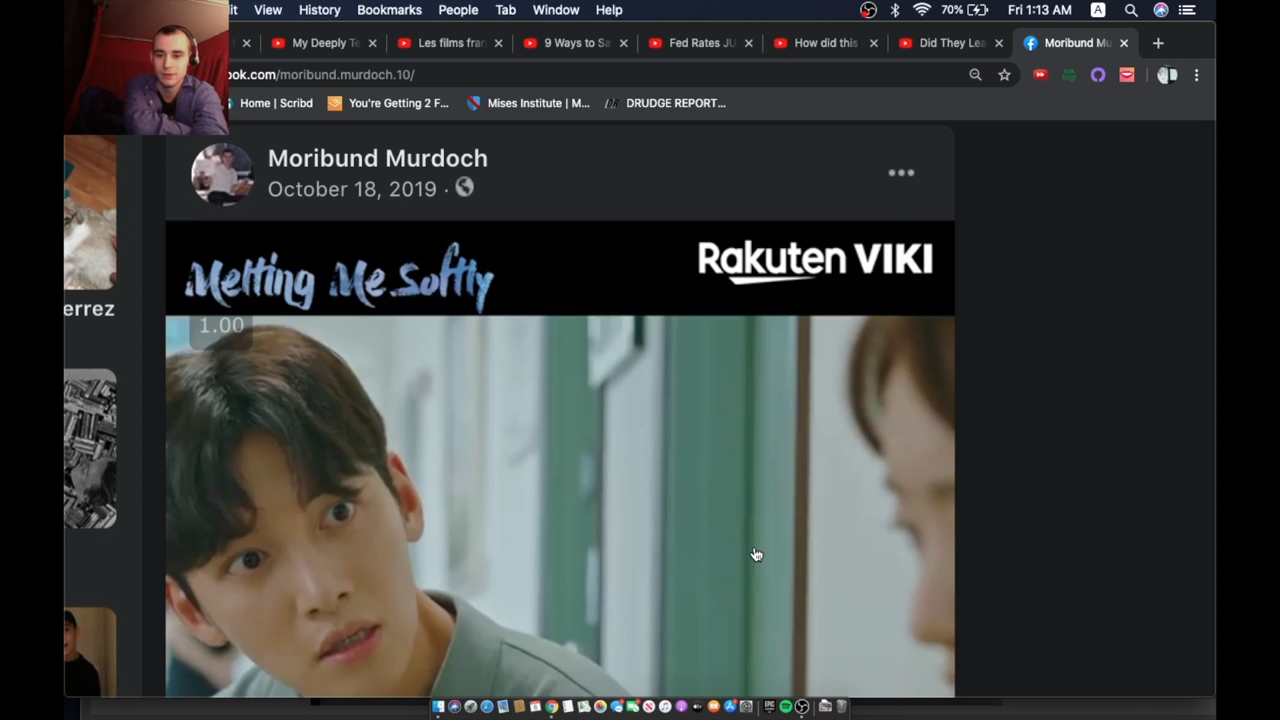 it View History Bookmarks People Tab Window Help 70% Fri 1:13 AM A
t My Deeply Te Les films fran 9 Ways to Sa Fed Rates JU How did this Did They Lea Moribund Mu
ook.com/moribund.murdoch.10/
Home | Scribd You're Getting 2 F... Mises Institute | M... DRUDGE REPORT...
Moribund Murdoch
October 18, 2019 ·
Melting Me Softly Rakuten VIKI
errez
1.00